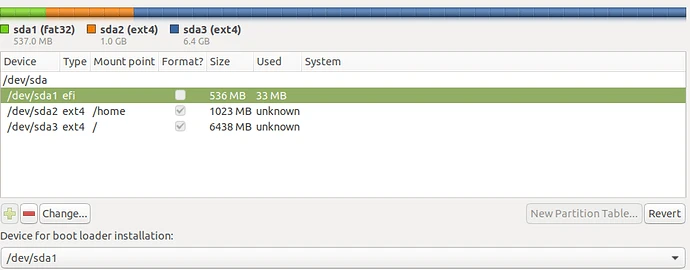 sda1 (fat32) sda2 (ext4) sda3 (ext4)
537.0 MB 1.0 GB 6.4 GB
Device Type Mount point Format? Size Used System
/dev/sda
/dev/sda1 efi 536 MB 33 MB
/dev/sda2 ext4 /home 1023 MB unknown
/dev/sda3 ext4 / 6438 MB unknown
Change... New Partition Table... Revert
Device for boot loader installation:
/dev/sda1